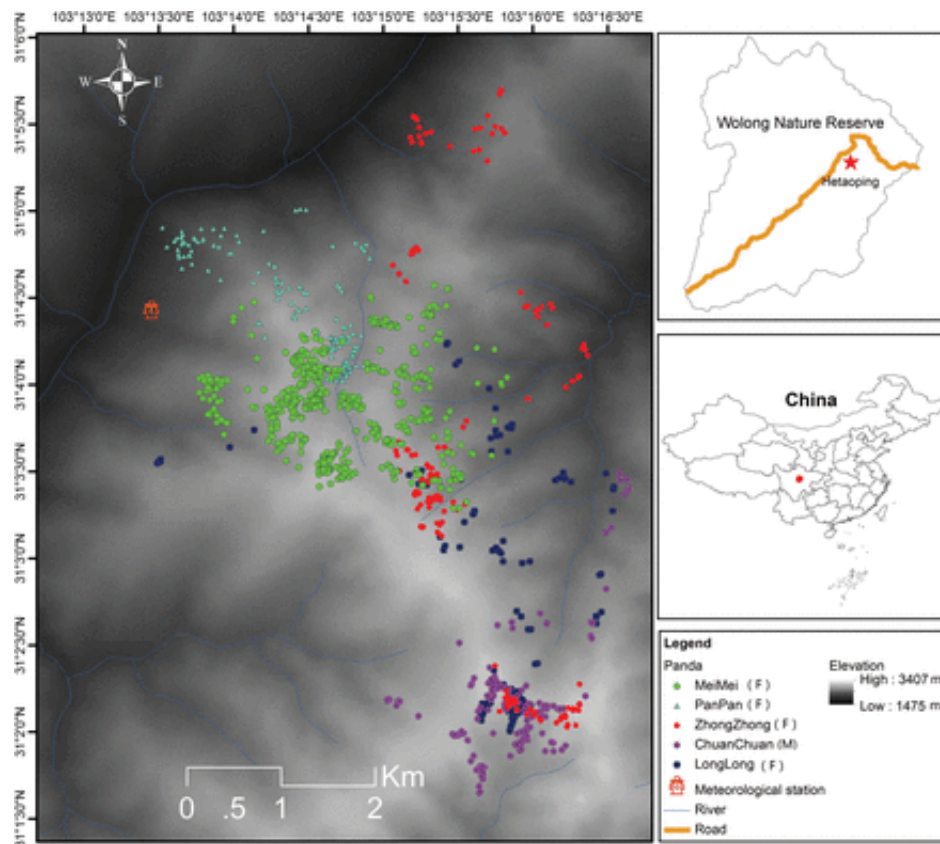 103°13'0"E 103°13'30"E 103°14'0"E 103°14'30"E 103°15'0"E 103°15'30"E 103°16'0"E 103°16'30"E
31°6'0"N
31°5'30"N
31°5'0"N
31°4'30"N
31°4'0"N
31°3'30"N
31°3'0"N
31°2'30"N
31°2'0"N
31°1'30"N
N
W E
S
0 .5 1 2 Km
Wolong Nature Reserve
Hetaoping
China
Legend
Panda
MeiMei ( F )
PanPan ( F )
ZhongZhong ( F )
ChuanChuan (M)
LongLong ( F )
Meteorological station
River
Road
Elevation
High : 3407 m
Low : 1475 m